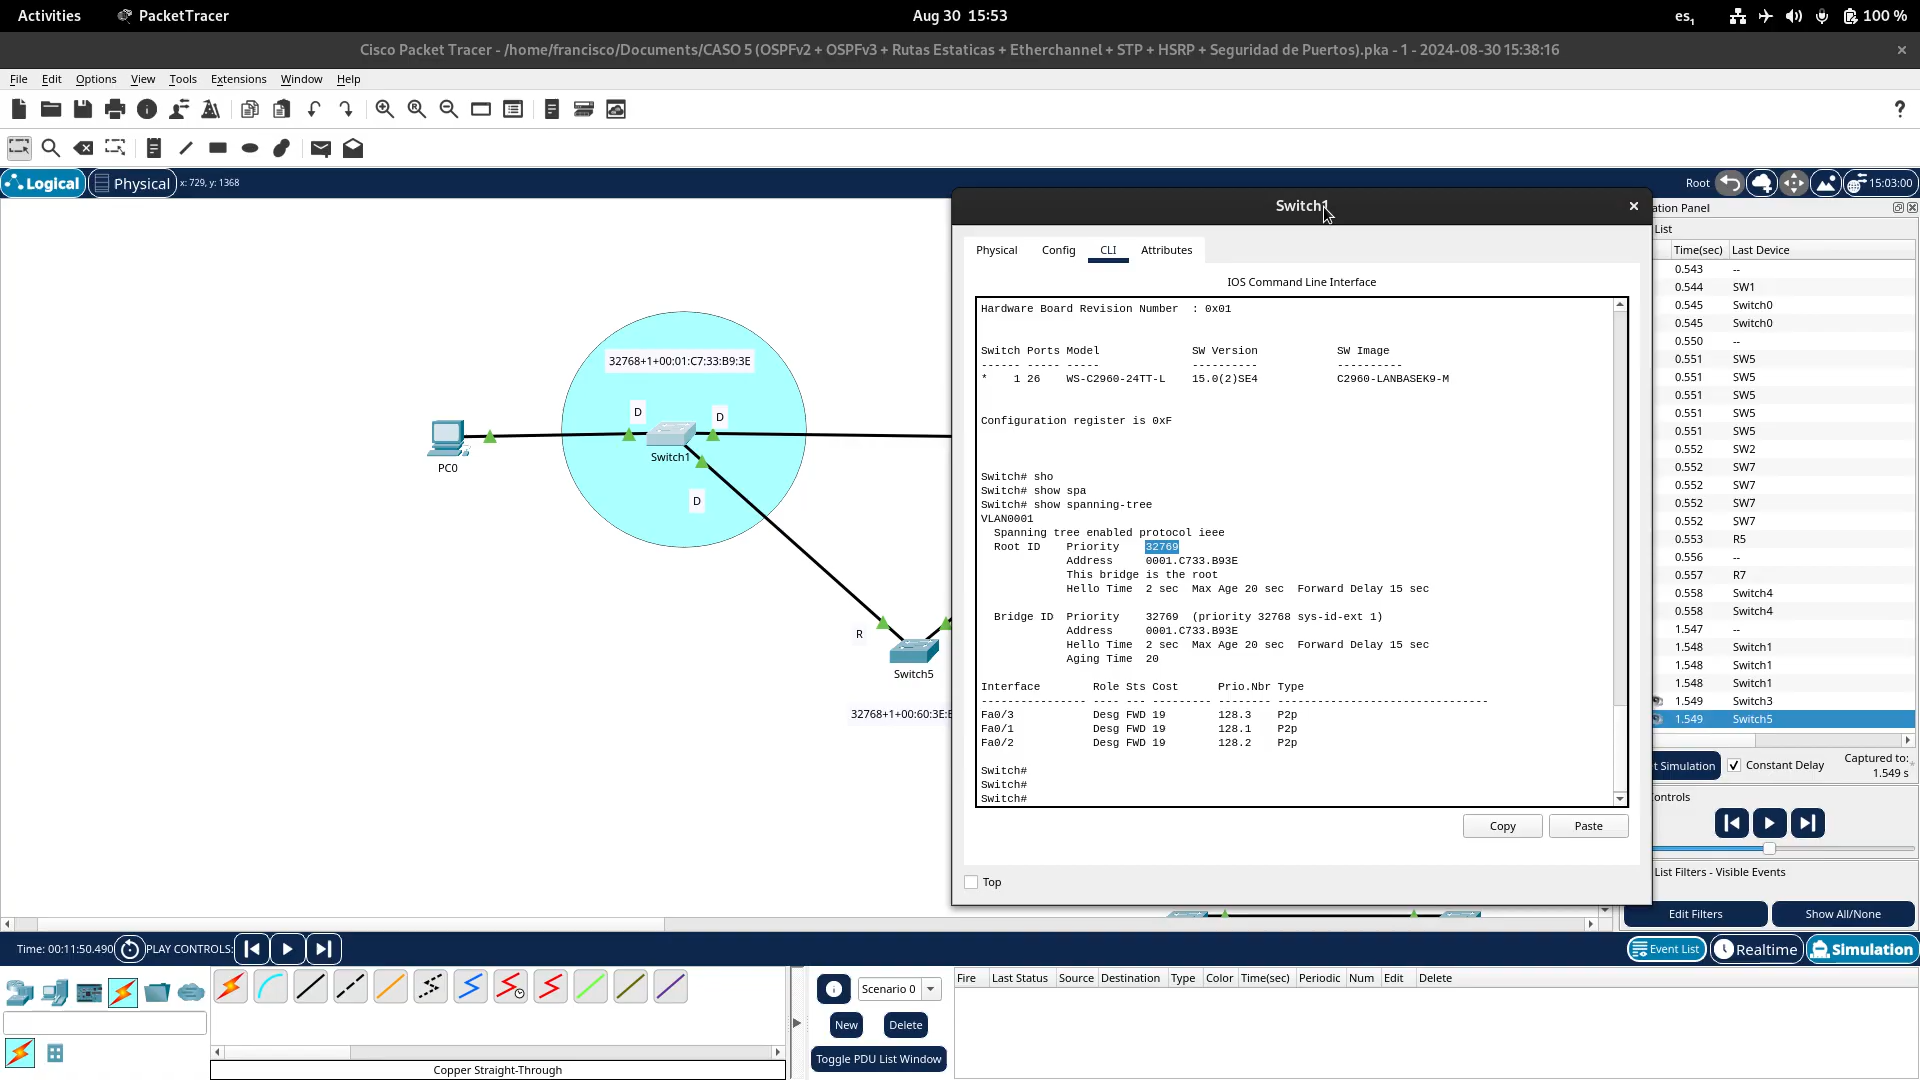 Activities
PacketTracer
Aug 30 15:53
es1
100 %
Cisco Packet Tracer - /home/francisco/Documents/CASO 5 (OSPFv2 + OSPFv3 + Rutas Estaticas + Etherchannel + STP + HSRP + Seguridad de Puertos).pka - 1 - 2024-08-30 15:38:16
File Edit Options View Tools Extensions Window Help
Logical
Physical
x: 729, y: 1368
Root
15:03:00
Switch1
ation Panel
List
Physical Config CLI Attributes
IOS Command Line Interface
Hardware Board Revision Number : 0x01
Switch Ports Model SW Version SW Image
------ ----- ----- ---------- ----------
* 1 26 WS-C2960-24TT-L 15.0(2)SE4 C2960-LANBASEK9-M
Configuration register is 0xF
Switch# sho
Switch# show spa
Switch# show spanning-tree
VLAN0001
Spanning tree enabled protocol ieee
Root ID Priority 32769
Address 0001.C733.B93E
This bridge is the root
Hello Time 2 sec Max Age 20 sec Forward Delay 15 sec
Bridge ID Priority 32769 (priority 32768 sys-id-ext 1)
Address 0001.C733.B93E
Hello Time 2 sec Max Age 20 sec Forward Delay 15 sec
Aging Time 20
Interface Role Sts Cost Prio.Nbr Type
---------------- ---- --- --------- -------- --------------------------------
Fa0/3 Desg FWD 19 128.3 P2p
Fa0/1 Desg FWD 19 128.1 P2p
Fa0/2 Desg FWD 19 128.2 P2p
Switch#
Switch#
Switch#
Copy
Paste
Top
32768+1+00:01:C7:33:B9:3E
D
D
Switch1
PC0
D
R
Switch5
32768+1+00:60:3E:
Time(sec) Last Device
0.543 --
0.544 SW1
0.545 Switch0
0.545 Switch0
0.550 --
0.551 SW5
0.551 SW5
0.551 SW5
0.551 SW5
0.551 SW5
0.552 SW2
0.552 SW7
0.552 SW7
0.552 SW7
0.552 SW7
0.553 R5
0.556 --
0.557 R7
0.558 Switch4
0.558 Switch4
1.547 --
1.548 Switch1
1.548 Switch1
1.548 Switch1
1.549 Switch3
1.549 Switch5
t Simulation
Constant Delay
Captured to:
1.549 s
ontrols
List Filters - Visible Events
Edit Filters
Show All/None
Time: 00:11:50.490
PLAY CONTROLS:
Event List
Realtime
Simulation
Scenario 0
New
Delete
Toggle PDU List Window
Fire Last Status Source Destination Type Color Time(sec) Periodic Num Edit Delete
Copper Straight-Through